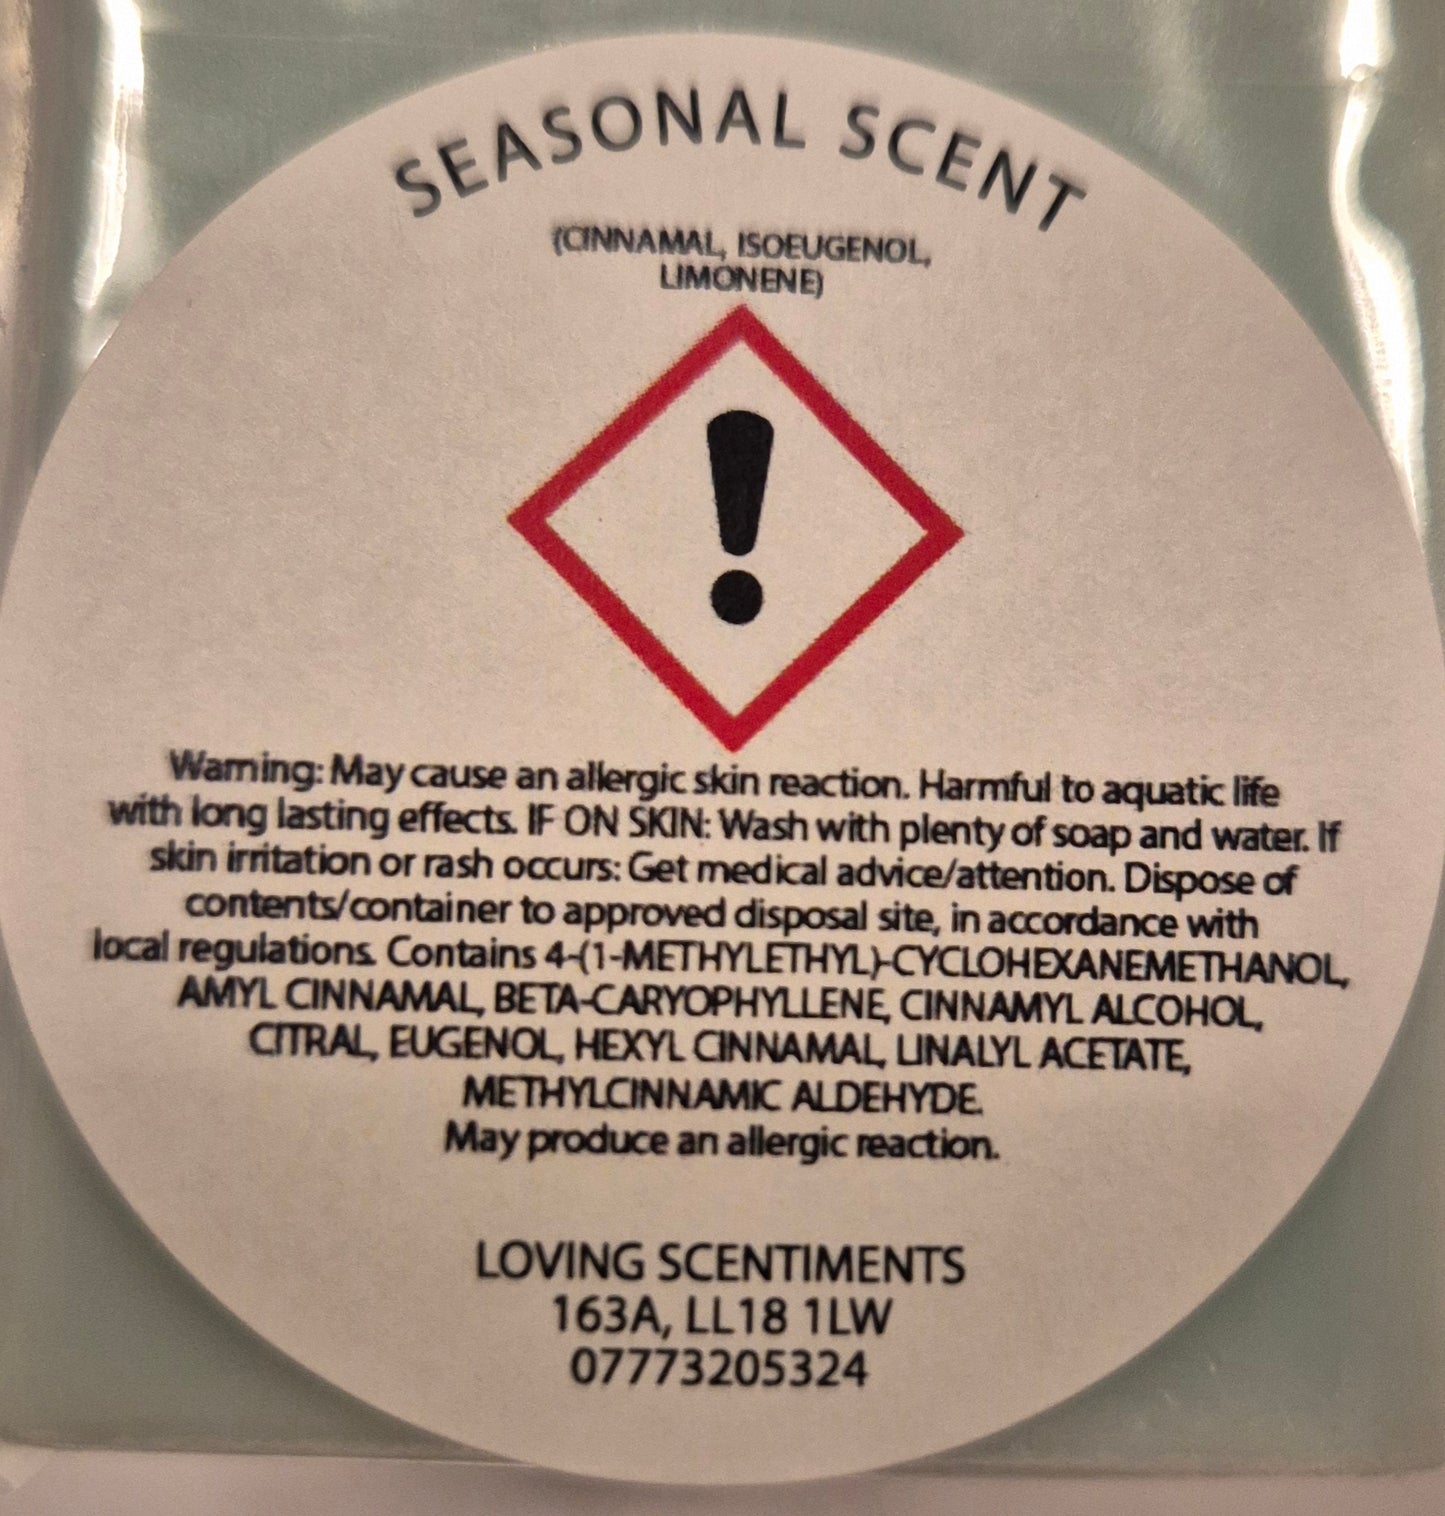 SEASONAL SCENT
(CINNAMAL, ISOEUGENOL,
LIMONENE)
Warning: May cause an allergic skin reaction. Harmful to aquatic life
with long lasting effects. IF ON SKIN: Wash with plenty of soap and water. If
skin irritation or rash occurs: Get medical advice/attention. Dispose of
contents/container to approved disposal site, in accordance with
local regulations. Contains 4-(1-METHYLETHYL)-CYCLOHEXANEMETHANOL,
AMYL CINNAMAL, BETA-CARYOPHYLLENE, CINNAMYL ALCOHOL,
CITRAL, EUGENOL, HEXYL CINNAMAL, LINALYL ACETATE,
METHYLCINNAMIC ALDEHYDE.
May produce an allergic reaction.
LOVING SCENTIMENTS
163A, LL18 1LW
07773205324